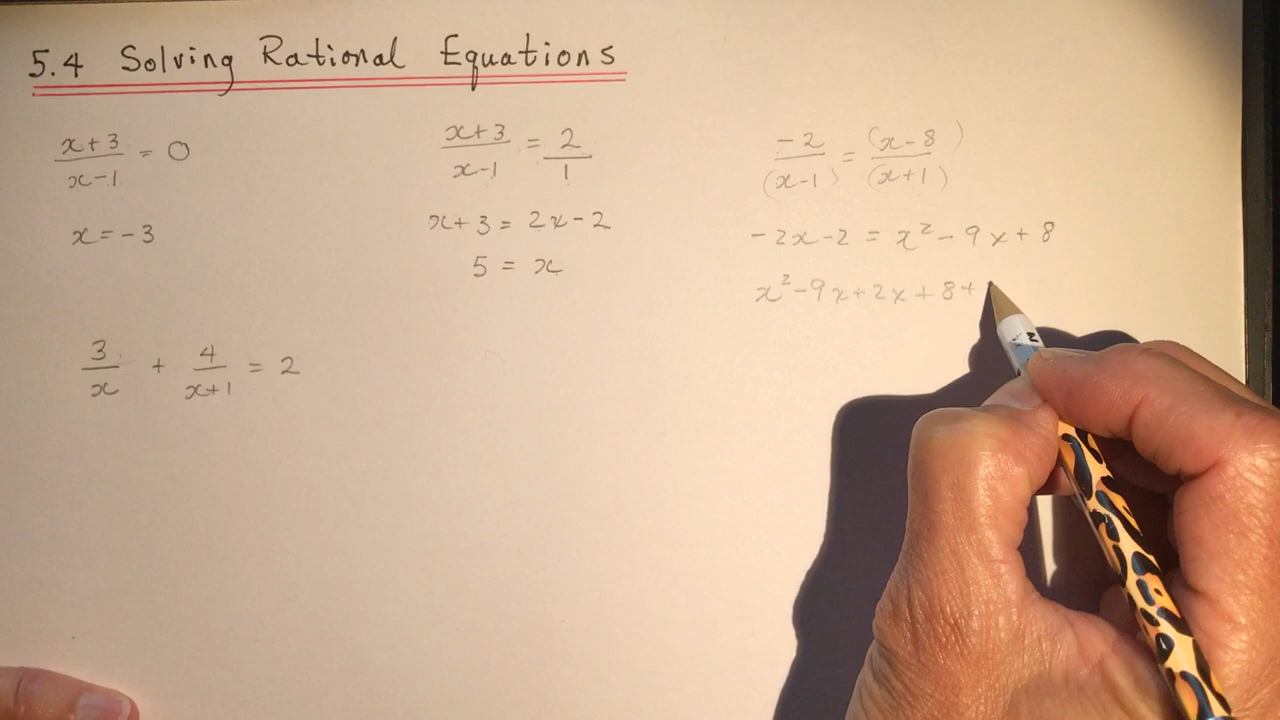 5.4 Solving Rational Equations
x+3 / x-1 = 0
x = -3
x+3 / x-1 = 2 / 1
x+3 = 2x-2
5 = x
-2 / (x-1) = (x-8) / (x+1)
-2x-2 = x² - 9x + 8
x² - 9x + 2x + 8 +
3 / x + 4 / x+1 = 2